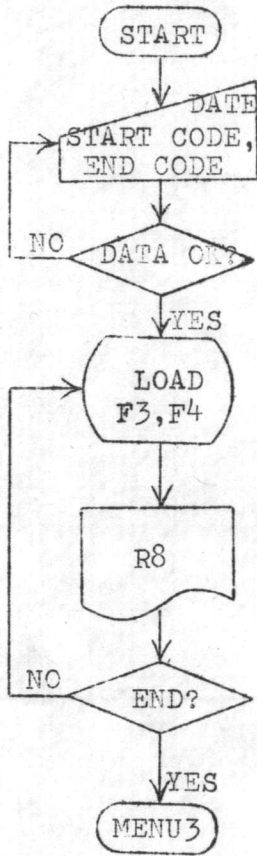 START
DATE
START CODE,
END CODE
NO
DATA OK?
YES
LOAD
F3,F4
R8
NO
END?
YES
MENU3